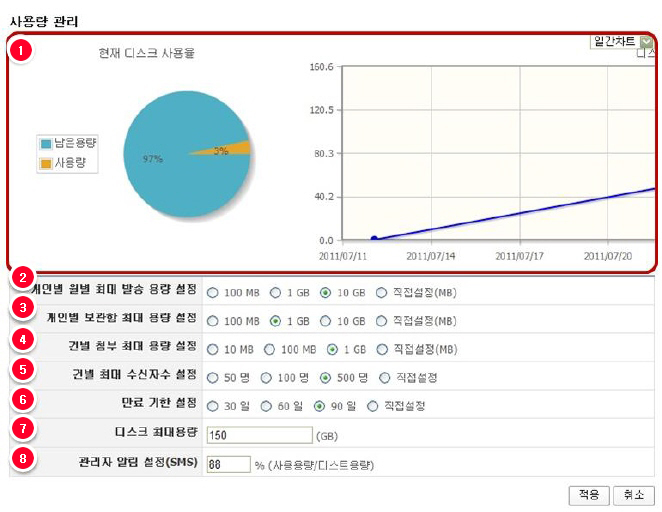 사용량 관리
1
현재 디스크 사용율
일간차트
남은용량
사용량
97%
3%
160.6
120.5
80.3
40.2
0.0
2011/07/11 2011/07/14 2011/07/17 2011/07/20
2
개인별 월별 최대 발송 용량 설정 100 MB 1 GB 10 GB 직접설정(MB)
3
개인별 보관함 최대 용량 설정 100 MB 1 GB 10 GB 직접설정(MB)
4
건별 첨부 최대 용량 설정 10 MB 100 MB 1 GB 직접설정(MB)
5
건별 최대 수신자수 설정 50 명 100 명 500 명 직접설정
6
만료 기한 설정 30 일 60 일 90 일 직접설정
7
디스크 최대용량 150 (GB)
8
관리자 알림 설정(SMS) 88 % (사용용량/디스트용량)
적용 취소